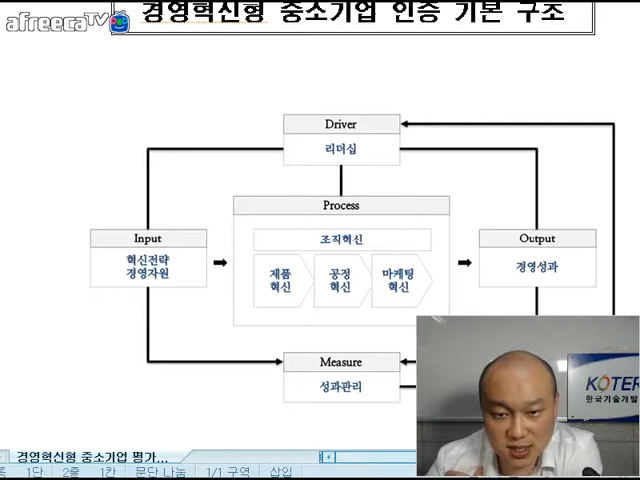 afreecaTV
경영혁신형 중소기업 인증 기본 구조
Driver
리더십
Process
조직혁신
제품
혁신
공정
혁신
마케팅
혁신
Input
혁신전략
경영자원
Output
경영성과
Measure
성과관리
KOTER
한국기술개발
경영혁신형 중소기업 평가...
쪽 1단 2줄 1칸 문단 나눔 1/1 구역 삽입